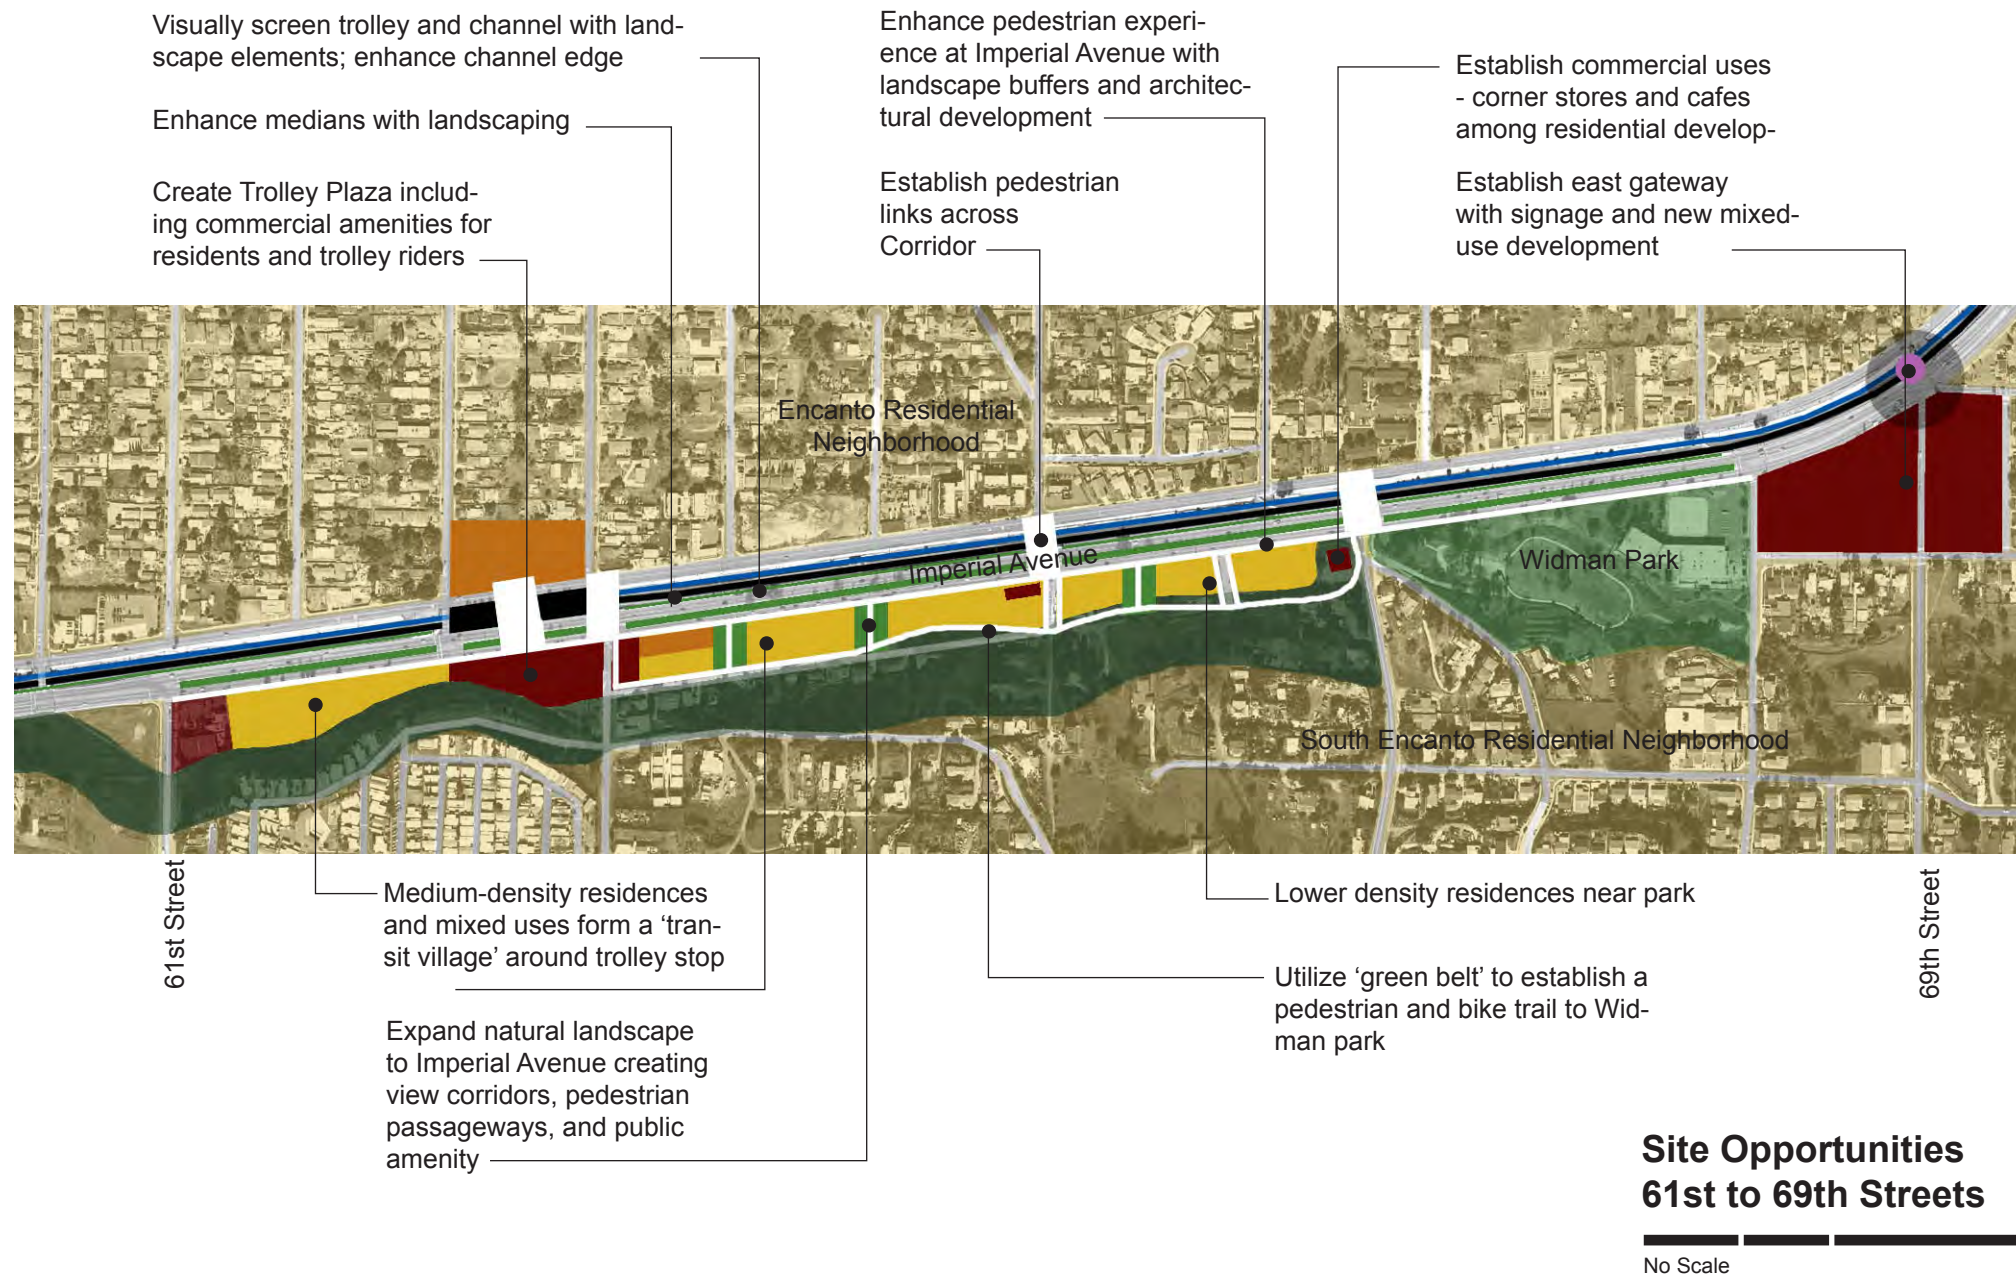 Visually screen trolley and channel with land-
scape elements; enhance channel edge
Enhance medians with landscaping
Create Trolley Plaza includ-
ing commercial amenities for
residents and trolley riders
Enhance pedestrian experi-
ence at Imperial Avenue with
landscape buffers and architec-
tural development
Establish pedestrian
links across
Corridor
Establish commercial uses
- corner stores and cafes
among residential develop-
Establish east gateway
with signage and new mixed-
use development
Encanto Residential
Neighborhood
Imperial Avenue
Widman Park
South Encanto Residential Neighborhood
61st Street
69th Street
Medium-density residences
and mixed uses form a ‘tran-
sit village’ around trolley stop
Expand natural landscape
to Imperial Avenue creating
view corridors, pedestrian
passageways, and public
amenity
Lower density residences near park
Utilize ‘green belt’ to establish a
pedestrian and bike trail to Wid-
man park
Site Opportunities
61st to 69th Streets
No Scale